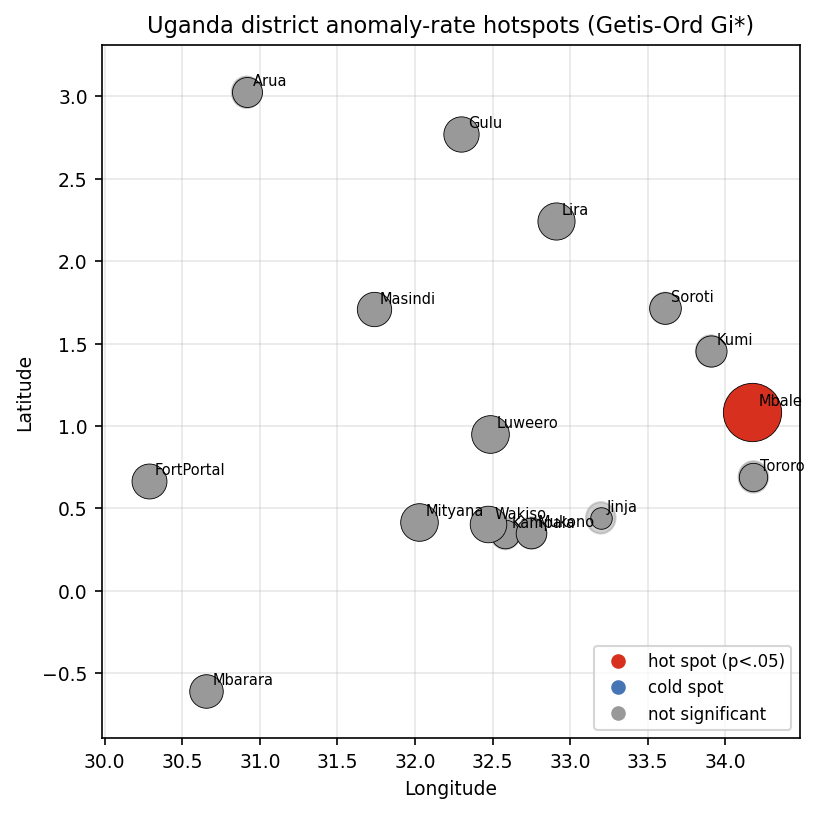 Uganda district anomaly-rate hotspots (Getis-Ord Gi*)
Arua
Gulu
Lira
Masindi
Soroti
Kumi
Mbale
Luweero
Tororo
FortPortal
Mityana
Wakiso
Kampala
Mukono
Jinja
Mbarara
3.0
2.5
2.0
1.5
1.0
0.5
0.0
−0.5
Latitude
30.0 30.5 31.0 31.5 32.0 32.5 33.0 33.5 34.0
Longitude
hot spot (p<.05)
cold spot
not significant